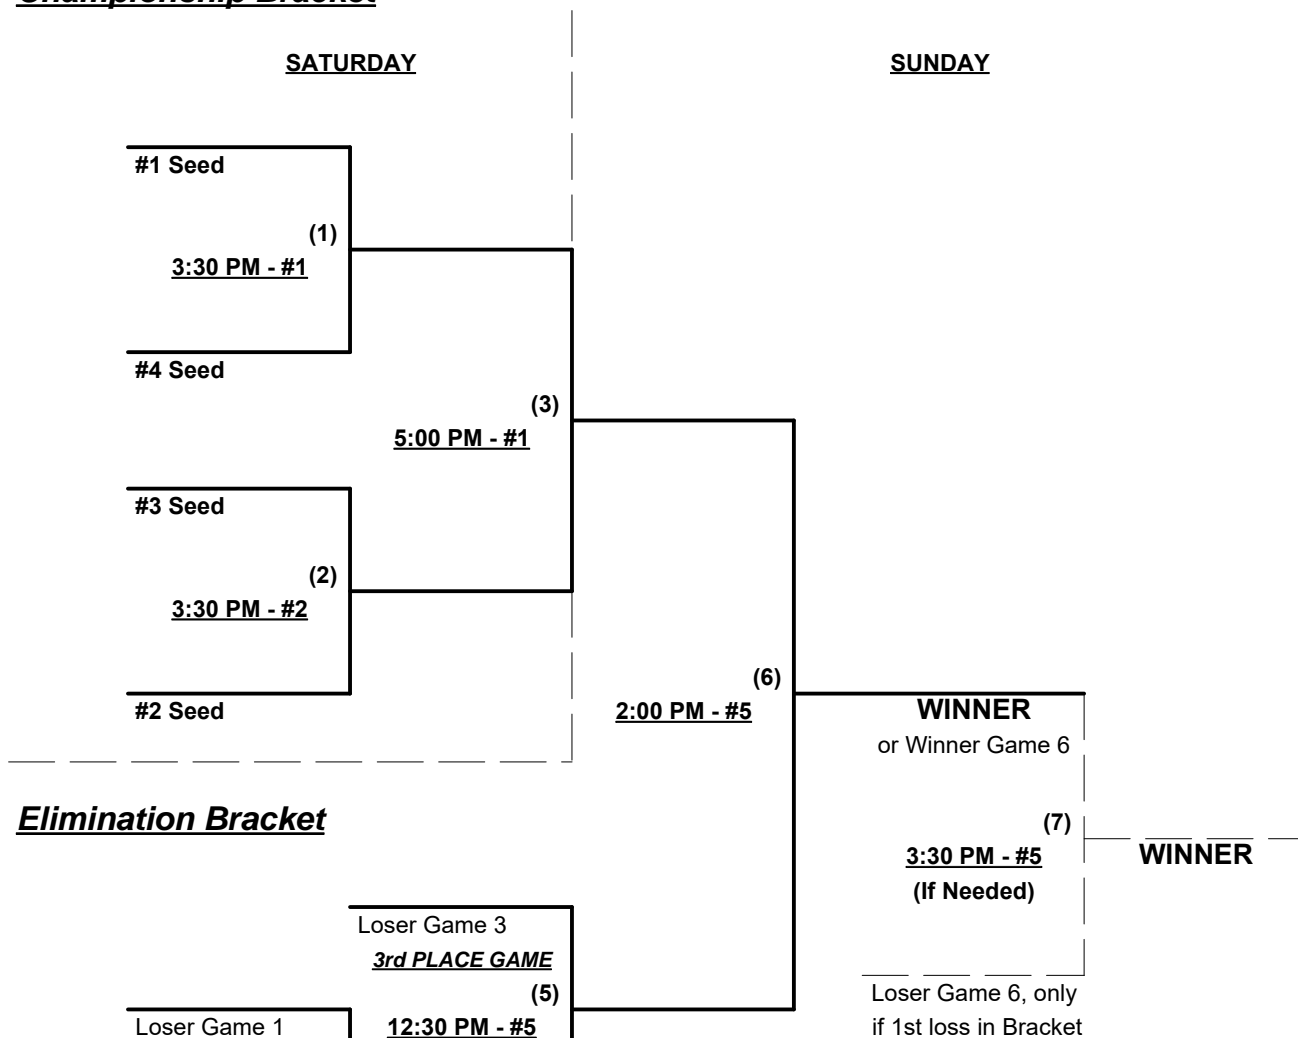 Championship Bracket
SATURDAY
SUNDAY
#1 Seed
(1)
3:30 PM - #1
#4 Seed
(3)
5:00 PM - #1
#3 Seed
(2)
3:30 PM - #2
#2 Seed
(6)
2:00 PM - #5
WINNER
or Winner Game 6
Elimination Bracket
(7)
3:30 PM - #5
(If Needed)
WINNER
Loser Game 3
3rd PLACE GAME
(5)
12:30 PM - #5
Loser Game 1
Loser Game 6, only
if 1st loss in Bracket